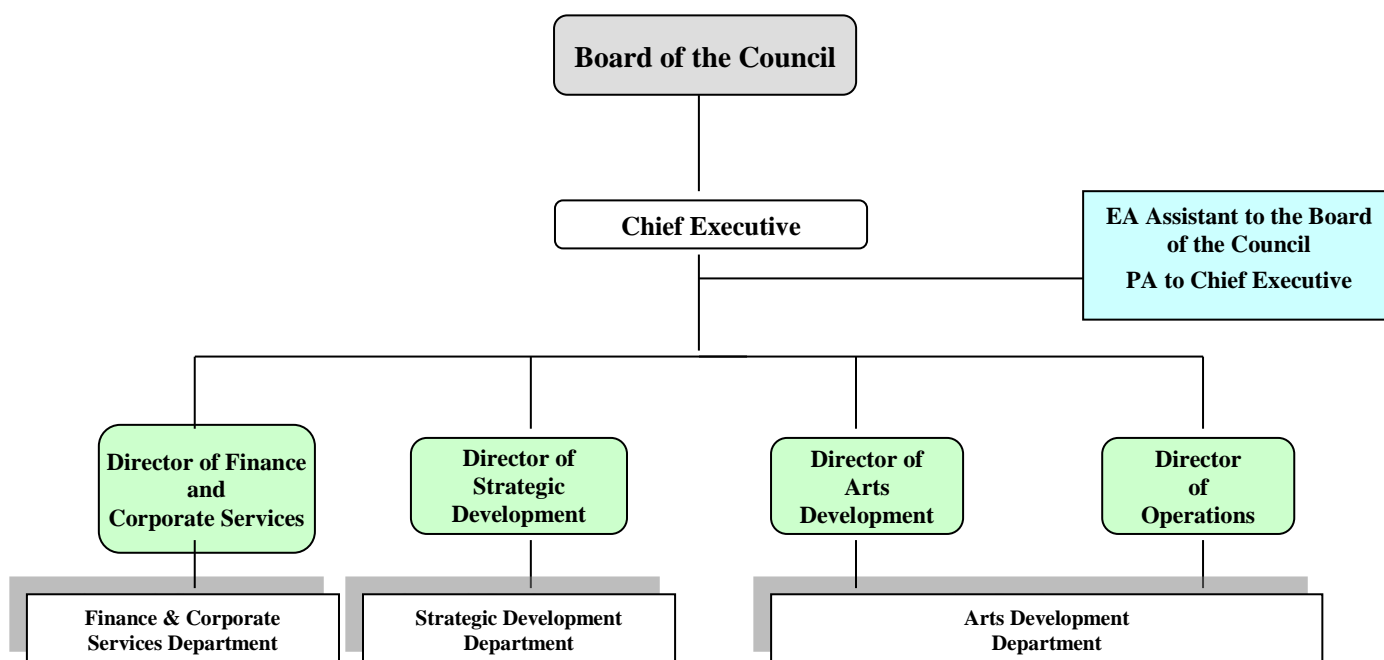 Board of the Council
Chief Executive
EA Assistant to the Board
of the Council
PA to Chief Executive
Director of Finance
and
Corporate Services
Director of
Strategic
Development
Director of
Arts
Development
Director
of
Operations
Finance & Corporate
Services Department
Strategic Development
Department
Arts Development
Department